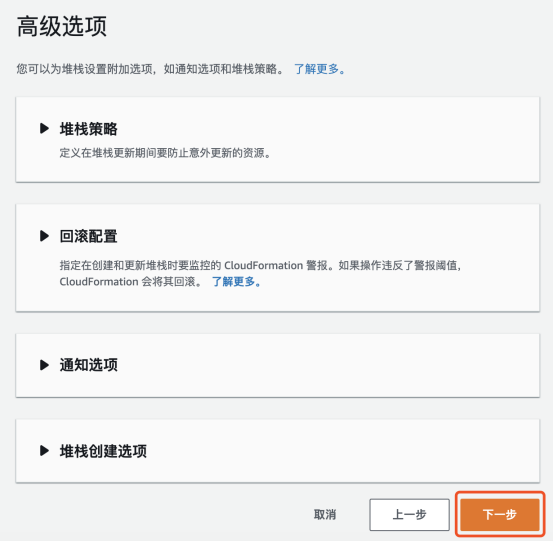 高级选项
您可以为堆栈设置附加选项，如通知选项和堆栈策略。 了解更多。
堆栈策略
定义在堆栈更新期间要防止意外更新的资源。
回滚配置
指定在创建和更新堆栈时要监控的 CloudFormation 警报。如果操作违反了警报阈值，
CloudFormation 会将其回滚。 了解更多。
通知选项
堆栈创建选项
取消 上一步 下一步